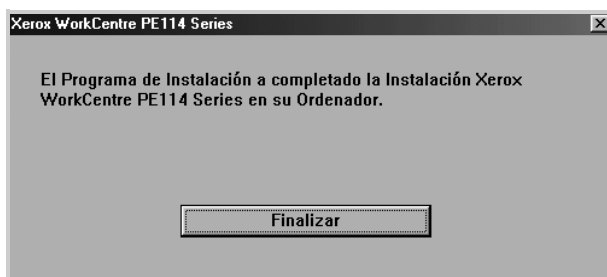 Xerox WorkCentre PE114 Series
El Programa de Instalación a completado la Instalación Xerox
WorkCentre PE114 Series en su Ordenador.
Finalizar